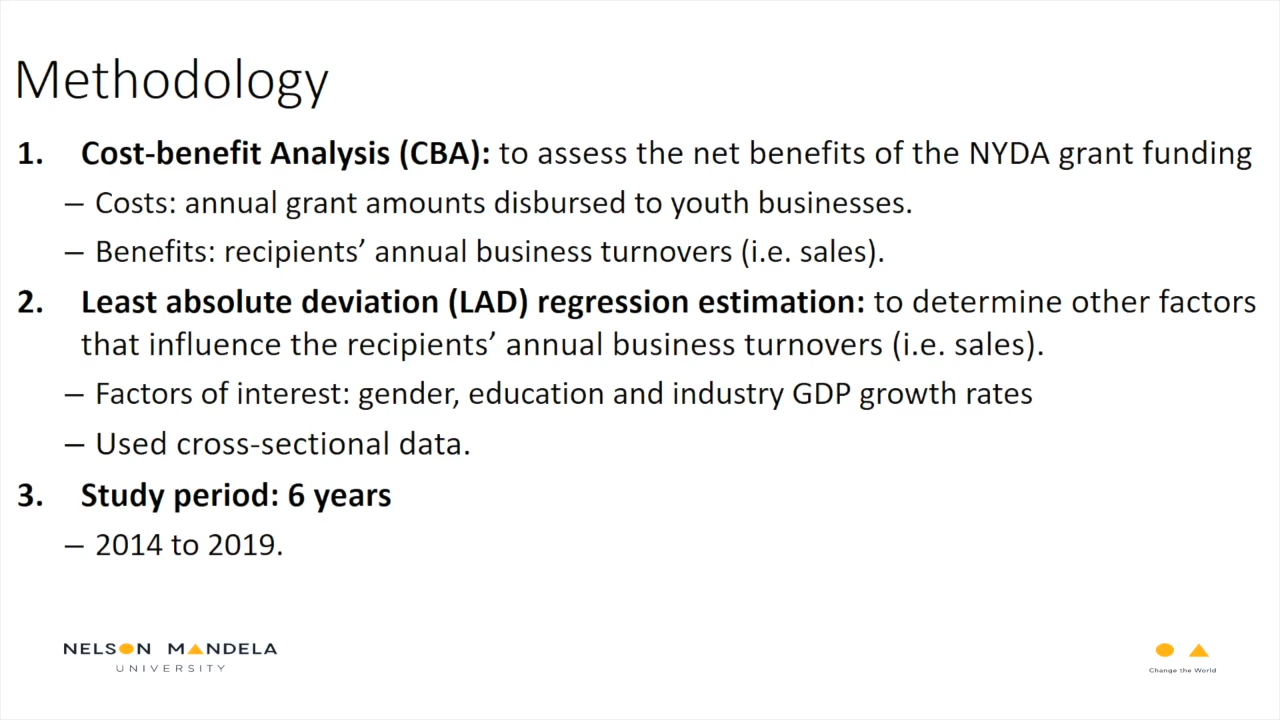 Methodology
1. Cost-benefit Analysis (CBA): to assess the net benefits of the NYDA grant funding
– Costs: annual grant amounts disbursed to youth businesses.
– Benefits: recipients’ annual business turnovers (i.e. sales).
2. Least absolute deviation (LAD) regression estimation: to determine other factors
that influence the recipients’ annual business turnovers (i.e. sales).
– Factors of interest: gender, education and industry GDP growth rates
– Used cross-sectional data.
3. Study period: 6 years
– 2014 to 2019.
NELSON MANDELA
UNIVERSITY
Change the World